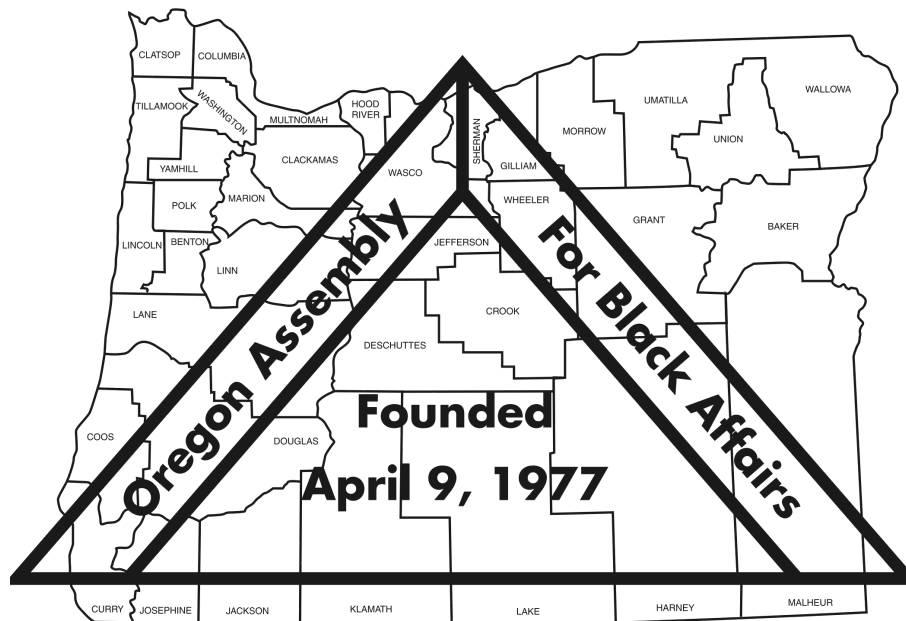 CLATSOP
COLUMBIA
TILLAMOOK
WASHINGTON
MULTNOMAH
HOOD
RIVER
SHERMAN
MORROW
UMATILLA
WALLOWA
UNION
YAMHILL
CLACKAMAS
WASCO
GILLIAM
POLK
MARION
WHEELER
GRANT
BAKER
LINCOLN
BENTON
LINN
JEFFERSON
Oregon Assembly
For Black Affairs
LANE
DESCHUTTES
CROOK
Founded
April 9, 1977
COOS
DOUGLAS
CURRY
JOSEPHINE
JACKSON
KLAMATH
LAKE
HARNEY
MALHEUR